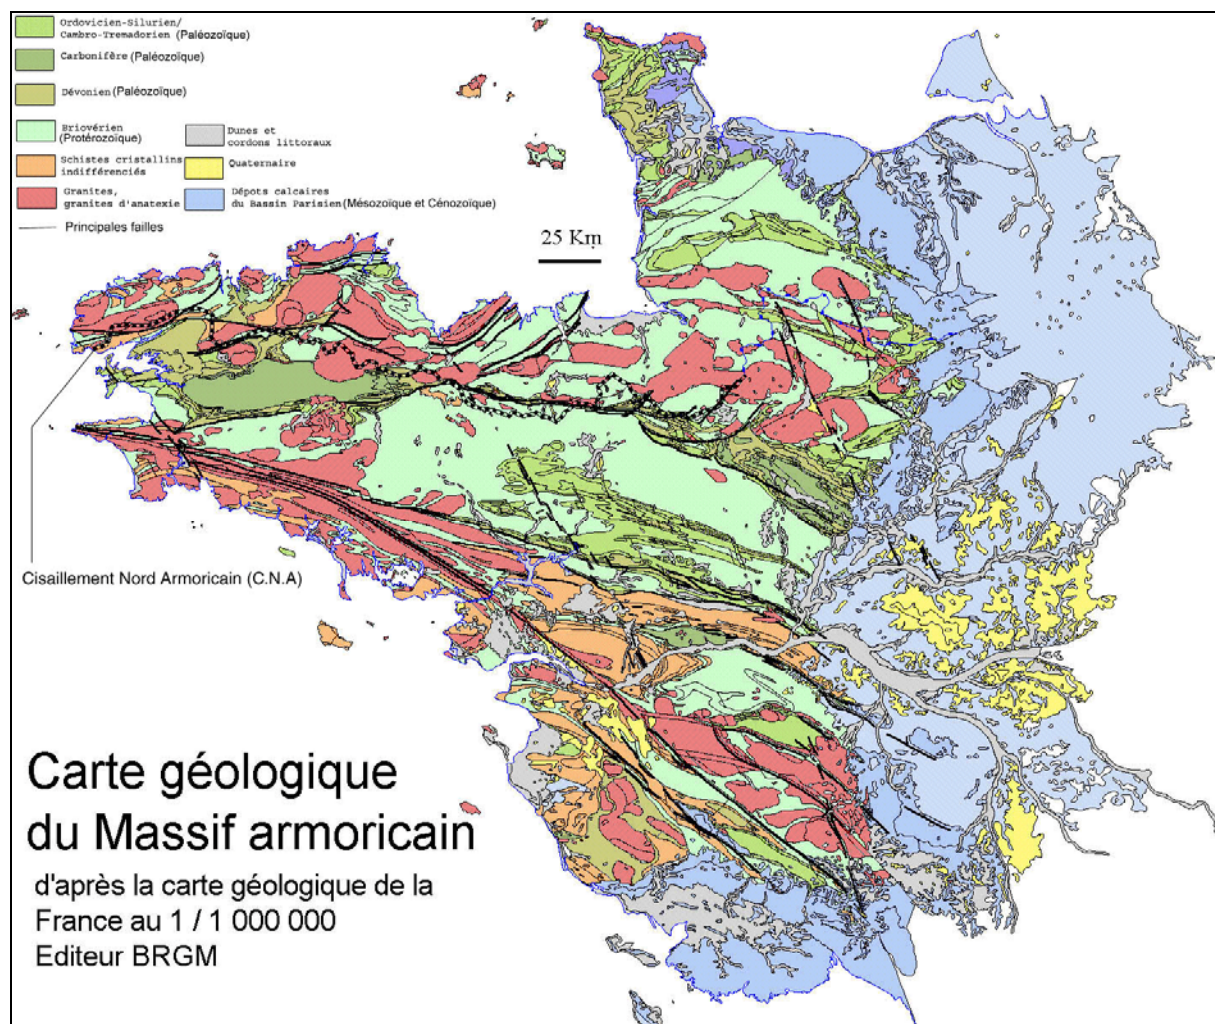 Ordovicien-Silurien/
Cambro-Tremadorien (Paléozoïque)
Carbonifère (Paléozoïque)
Dévonien (Paléozoïque)
Briovérien
(Protérozoïque)
Schistes cristallins
indifférenciés
Granites,
granites d'anatexie
Principales failles
Dunes et
cordons littoraux
Quaternaire
Dépots calcaires
du Bassin Parisien (Mésozoïque et Cénozoïque)
25 Km
Cisaillement Nord Armoricain (C.N.A)
Carte géologique
du Massif armoricain
d'après la carte géologique de la
France au 1 / 1 000 000
Editeur BRGM